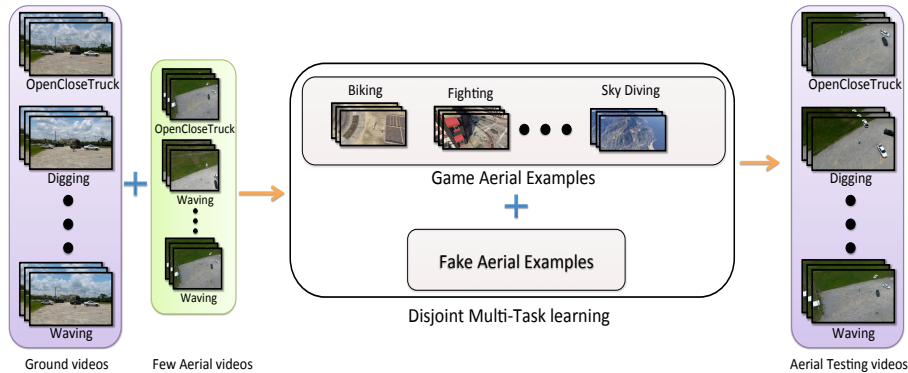 OpenCloseTruck
Digging
Waving
Ground videos
OpenCloseTruck
Waving
Waving
Few Aerial videos
Biking
Fighting
Sky Diving
Game Aerial Examples
Fake Aerial Examples
Disjoint Multi-Task learning
OpenCloseTruck
Digging
Waving
Aerial Testing videos